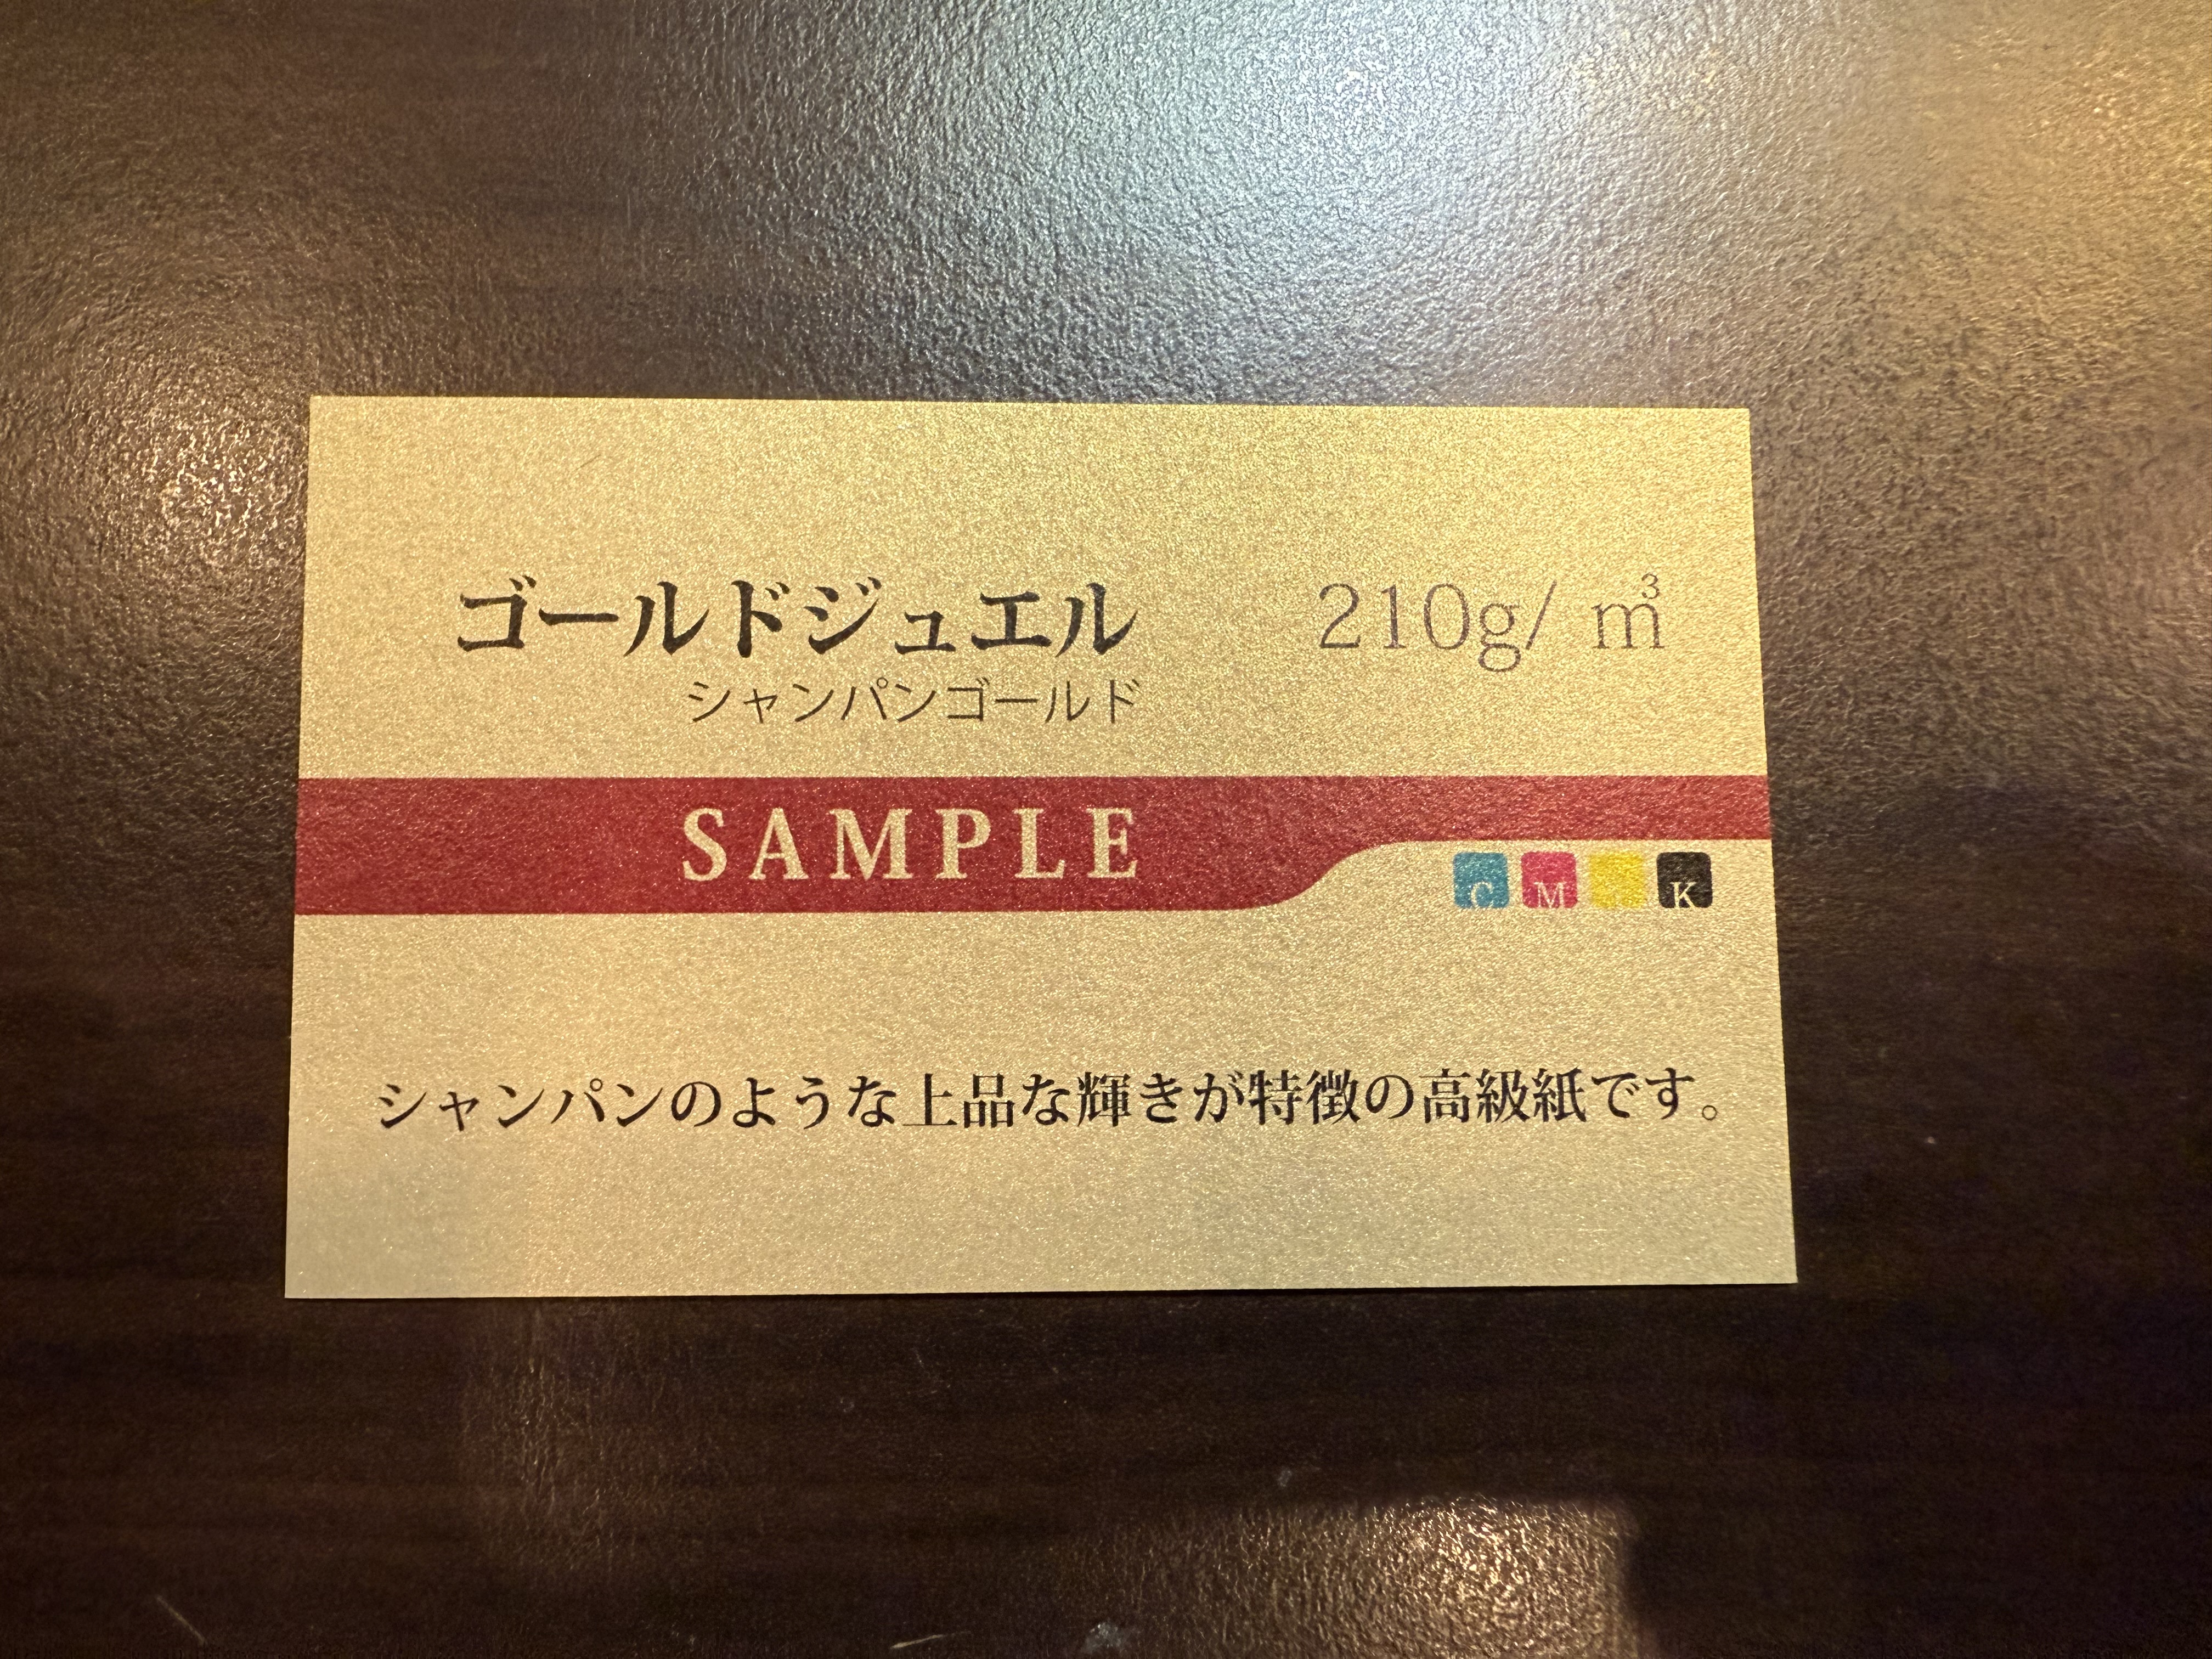 ゴールドジュエル 210g/ ㎥
シャンパンゴールド
SAMPLE
C M K
シャンパンのような上品な輝きが特徴の高級紙です。